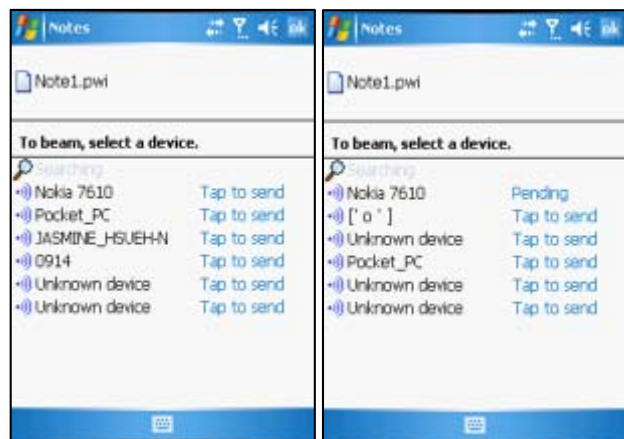 Notes ok
Note1.pwi
To beam, select a device.
Searching
Nokia 7610 Tap to send
Pocket_PC Tap to send
JASMINE_HSUEH-N Tap to send
0914 Tap to send
Unknown device Tap to send
Unknown device Tap to send
Notes ok
Note1.pwi
To beam, select a device.
Searching
Nokia 7610 Pending
[ ' o ' ] Tap to send
Unknown device Tap to send
Pocket_PC Tap to send
Unknown device Tap to send
Unknown device Tap to send